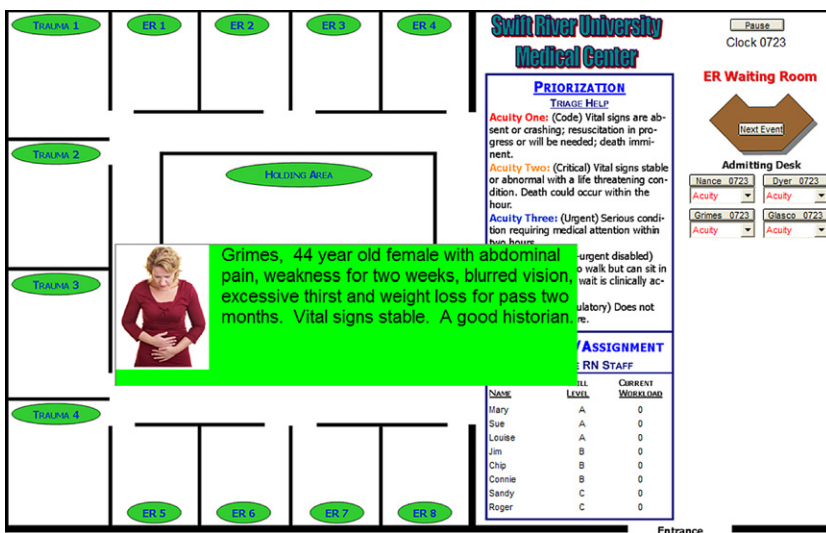 TRAUMA 1
ER 1
ER 2
ER 3
ER 4
TRAUMA 2
HOLDING AREA
TRAUMA 3
TRAUMA 4
ER 5
ER 6
ER 7
ER 8
Grimes, 44 year old female with abdominal
pain, weakness for two weeks, blurred vision,
excessive thirst and weight loss for pass two
months. Vital signs stable. A good historian.
Swift River University
Medical Center
PRIORIZATION
TRIAGE HELP
Acuity One: (Code) Vital signs are ab-
sent or crashing; resuscitation in pro-
gress or will be needed; death immi-
nent.
Acuity Two: (Critical) Vital signs stable
or abnormal with a life threatening con-
dition. Death could occur within the
hour.
Acuity Three: (Urgent) Serious condi-
tion requiring medical attention within
two hours
-urgent disabled)
to walk but can sit in
wait is clinically ac-
ulatory) Does not
/ASSIGNMENT
RN STAFF
NAME LEVEL CURRENT WORKLOAD
Mary A 0
Sue A 0
Louise A 0
Jim B 0
Chip B 0
Connie B 0
Sandy C 0
Roger C 0
Pause
Clock 0723
ER Waiting Room
Next Event
Admitting Desk
Nance 0723 Dyer 0723
Acuity Acuity
Grimes 0723 Glasco 0723
Acuity Acuity
Entrance